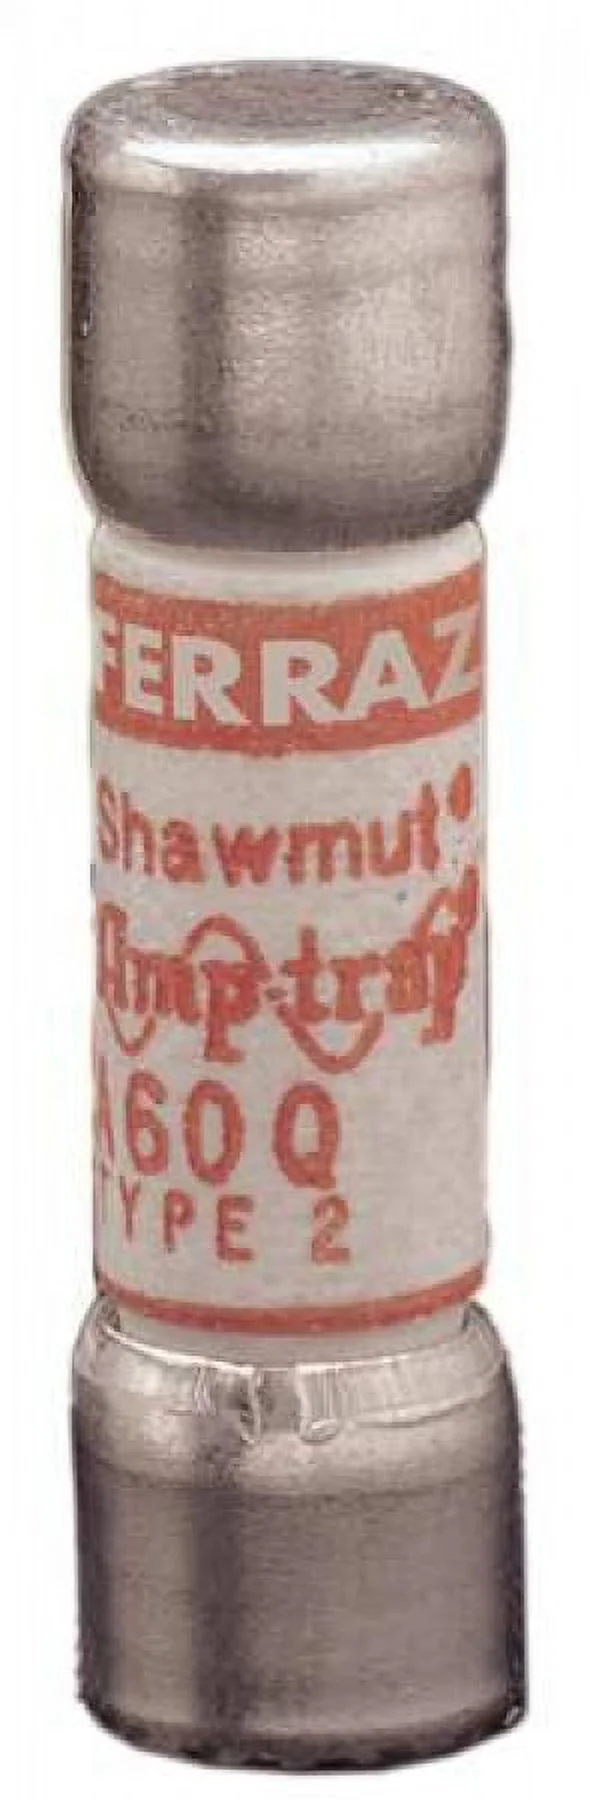 FERRAZ
Shawmut®
Amp-trap®
A60Q
TYPE 2